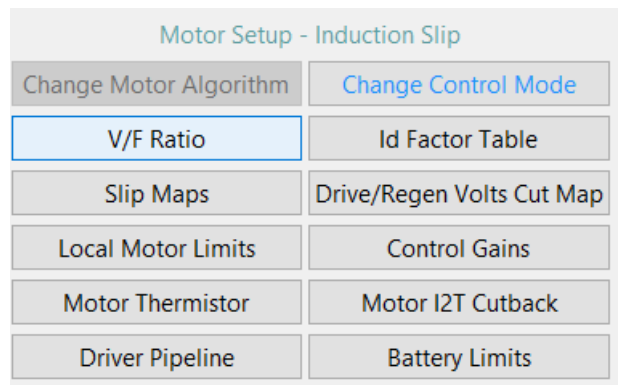 Motor Setup - Induction Slip
Change Motor Algorithm
Change Control Mode
V/F Ratio
Id Factor Table
Slip Maps
Drive/Regen Volts Cut Map
Local Motor Limits
Control Gains
Motor Thermistor
Motor I2T Cutback
Driver Pipeline
Battery Limits